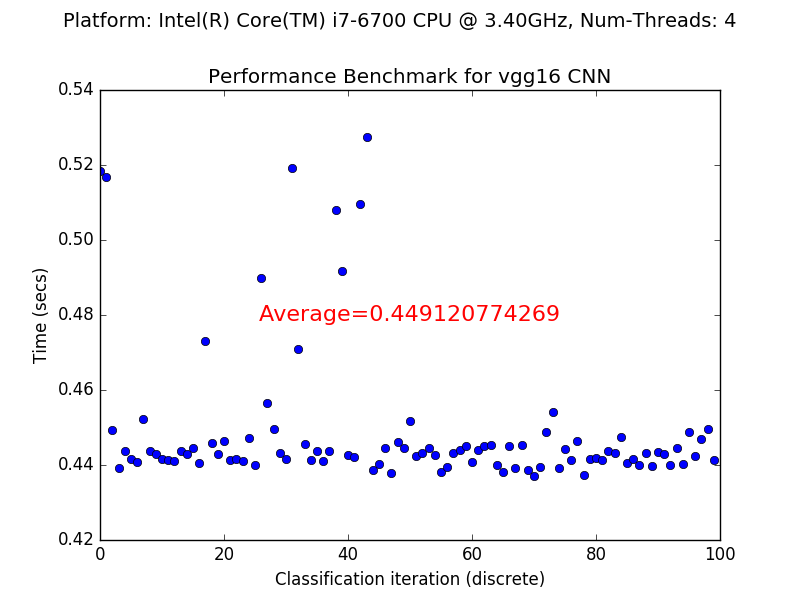 Platform: Intel(R) Core(TM) i7-6700 CPU @ 3.40GHz, Num-Threads: 4
Performance Benchmark for vgg16 CNN
0.54
0.52
0.50
0.48
0.46
0.44
0.42
Time (secs)
Average=0.449120774269
0 20 40 60 80 100
Classification iteration (discrete)